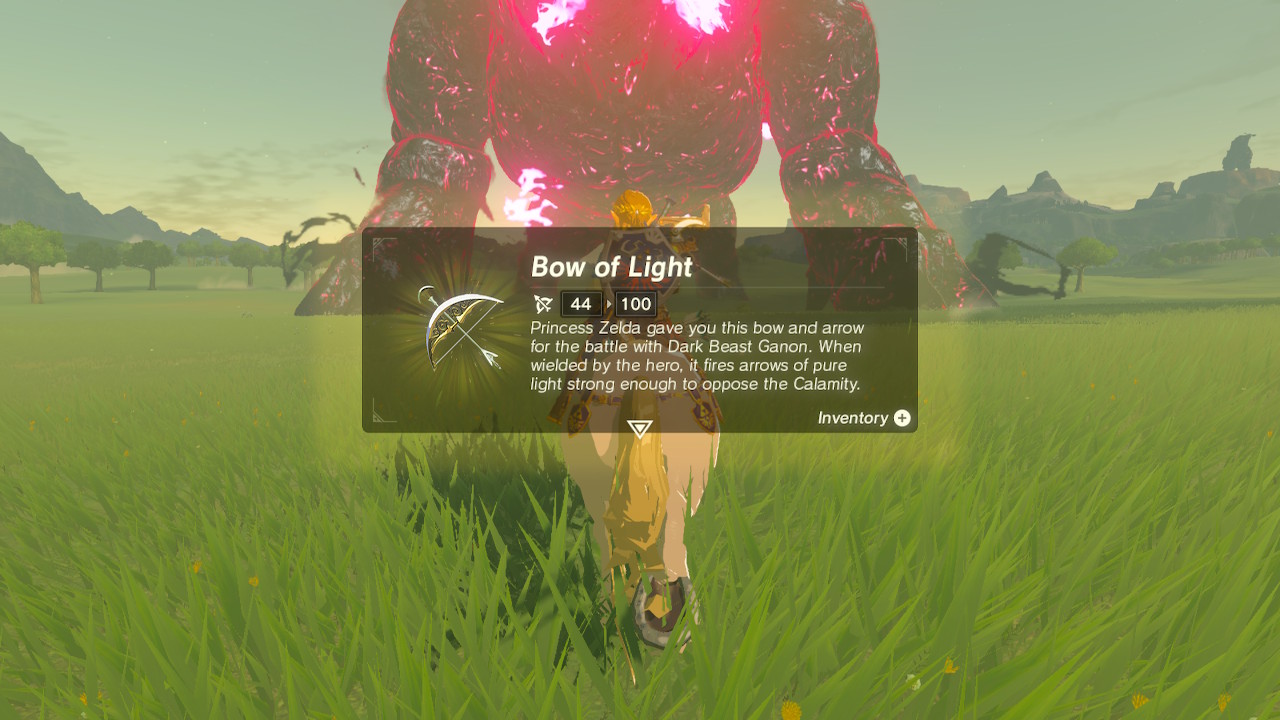 Bow of Light
44 100
Princess Zelda gave you this bow and arrow
for the battle with Dark Beast Ganon. When
wielded by the hero, it fires arrows of pure
light strong enough to oppose the Calamity.
Inventory +